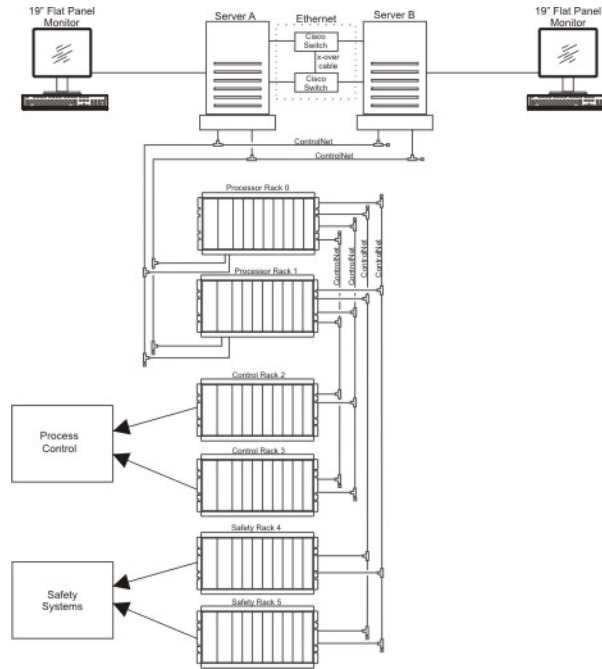 19" Flat Panel
Monitor
Server A
Ethernet
Server B
19" Flat Panel
Monitor
Cisco
Switch
x-over
cable
Cisco
Switch
ControlNet
ControlNet
Processor Rack 0
ControlNet
ControlNet
ControlNet
ControlNet
Processor Rack 1
Control Rack 2
Process
Control
Control Rack 3
Safety Rack 4
Safety
Systems
Safety Rack 5